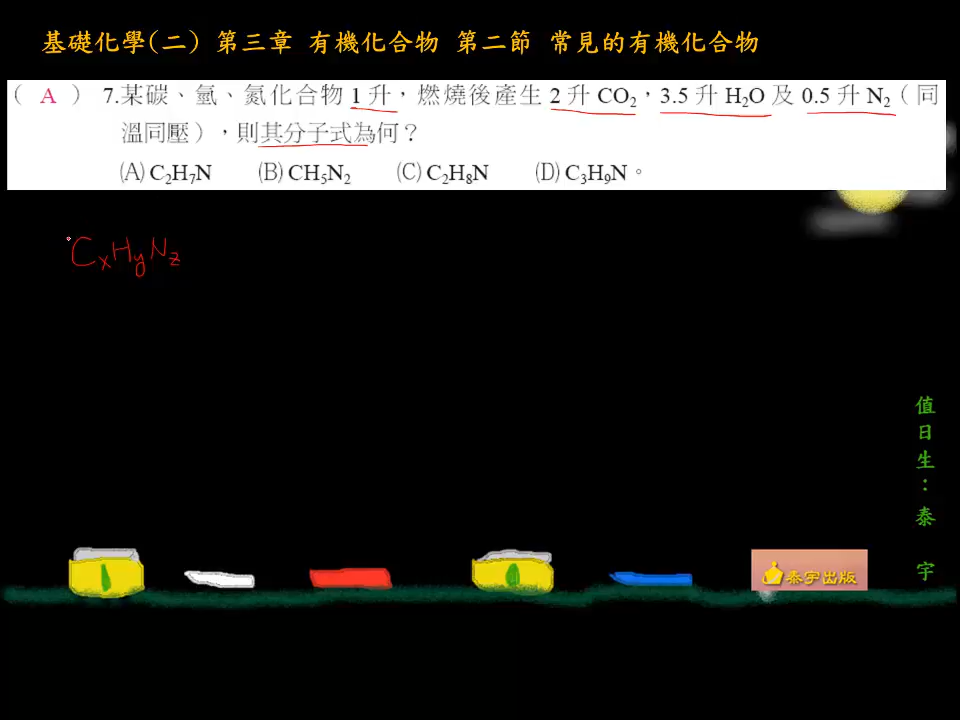 基礎化學(二) 第三章 有機化合物 第二節 常見的有機化合物
( A ) 7.某碳、氫、氮化合物 1 升，燃燒後產生 2 升 CO₂，3.5 升 H₂O 及 0.5 升 N₂（同
溫同壓），則其分子式為何？
(A) C₂H₇N (B) CH₅N₂ (C) C₂H₈N (D) C₃H₉N。
CxHyNz
值日生：泰宇
泰宇出版